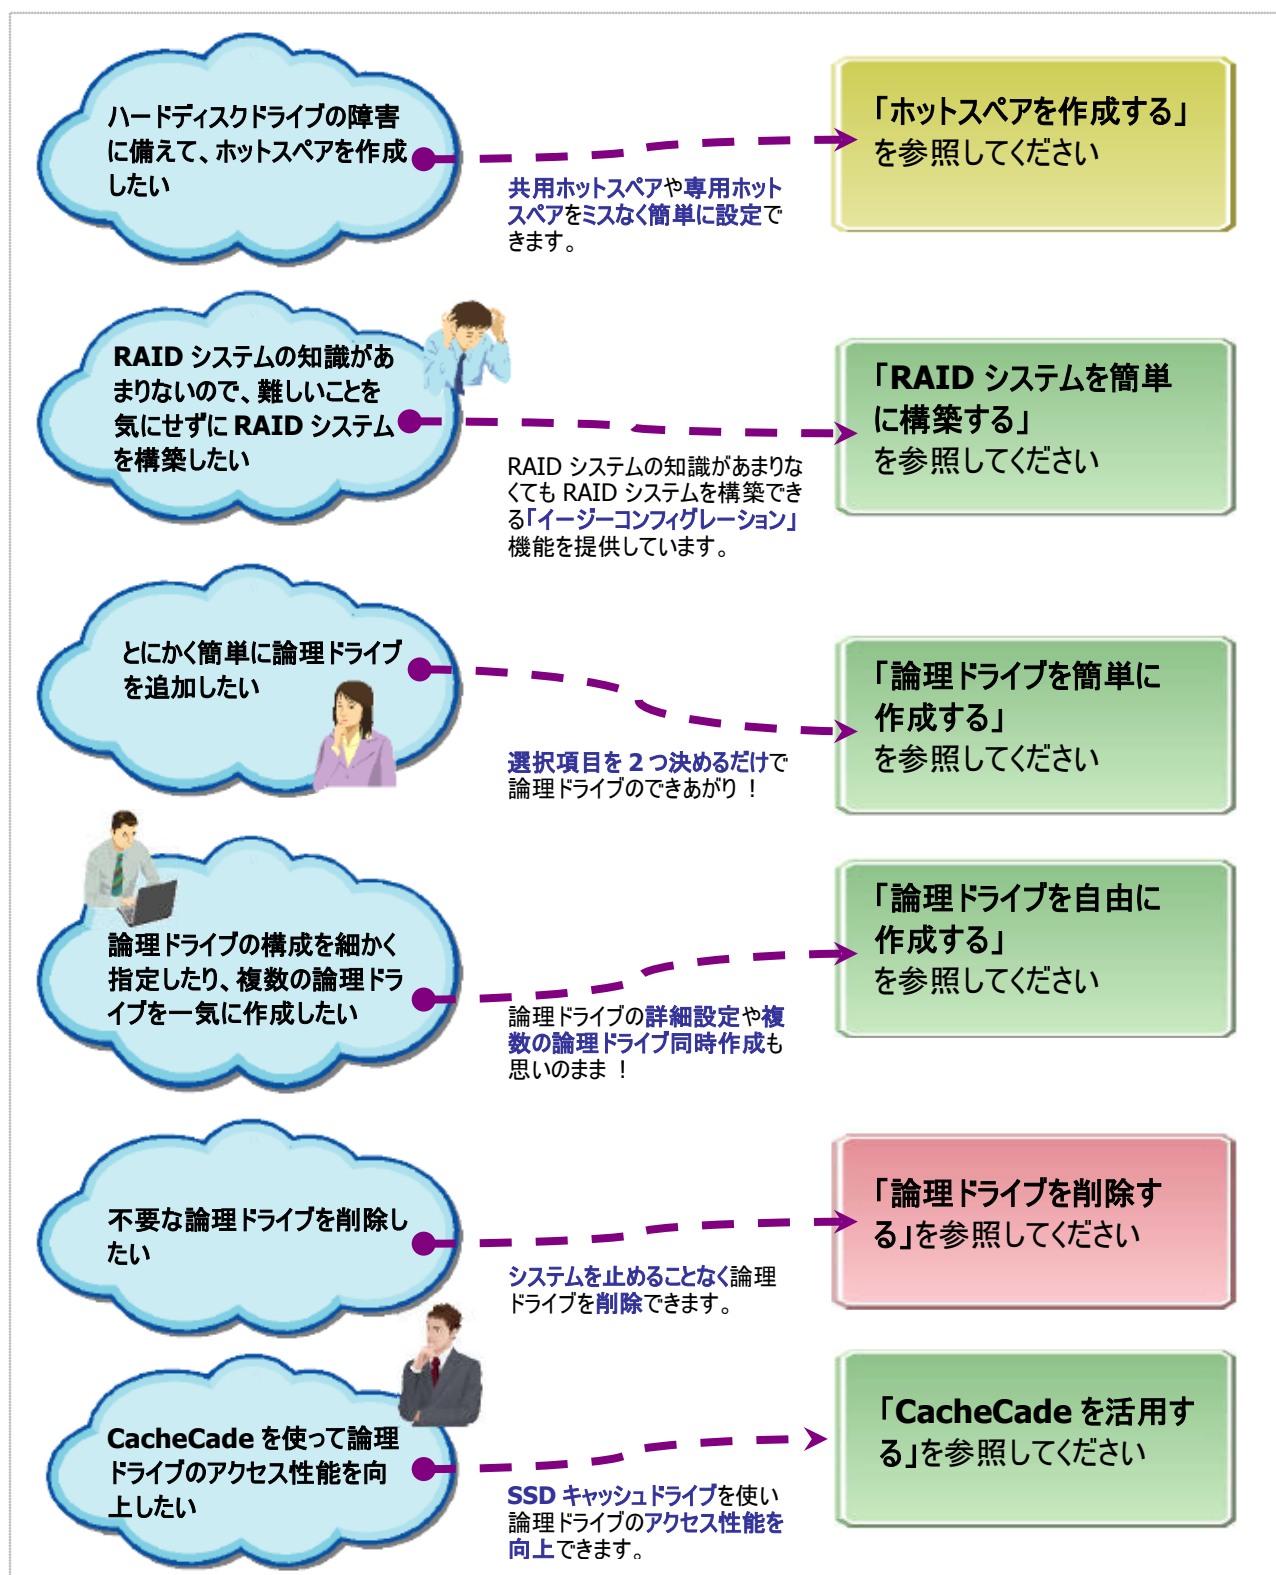 ハードディスクドライブの障害
に備えて、ホットスペアを作成
したい
共用ホットスペアや専用ホット
スペアをミスなく簡単に設定で
きます。
「ホットスペアを作成する」
を参照してください
RAID システムの知識があ
まりないので、難しいことを
気にせずに RAID システム
を構築したい
RAID システムの知識があまりな
くても RAID システムを構築でき
る「イージーコンフィグレーション」
機能を提供しています。
「RAID システムを簡単
に構築する」
を参照してください
とにかく簡単に論理ドライブ
を追加したい
選択項目を 2 つ決めるだけで
論理ドライブのできあがり！
「論理ドライブを簡単に
作成する」
を参照してください
論理ドライブの構成を細かく
指定したり、複数の論理ドラ
イブを一気に作成したい
論理ドライブの詳細設定や複
数の論理ドライブ同時作成も
思いのまま！
「論理ドライブを自由に
作成する」
を参照してください
不要な論理ドライブを削除し
たい
システムを止めることなく論理
ドライブを削除できます。
「論理ドライブを削除す
る」を参照してください
CacheCade を使って論理
ドライブのアクセス性能を向
上したい
SSD キャッシュドライブを使い
論理ドライブのアクセス性能を
向上できます.
「CacheCade を活用す
る」を参照してください